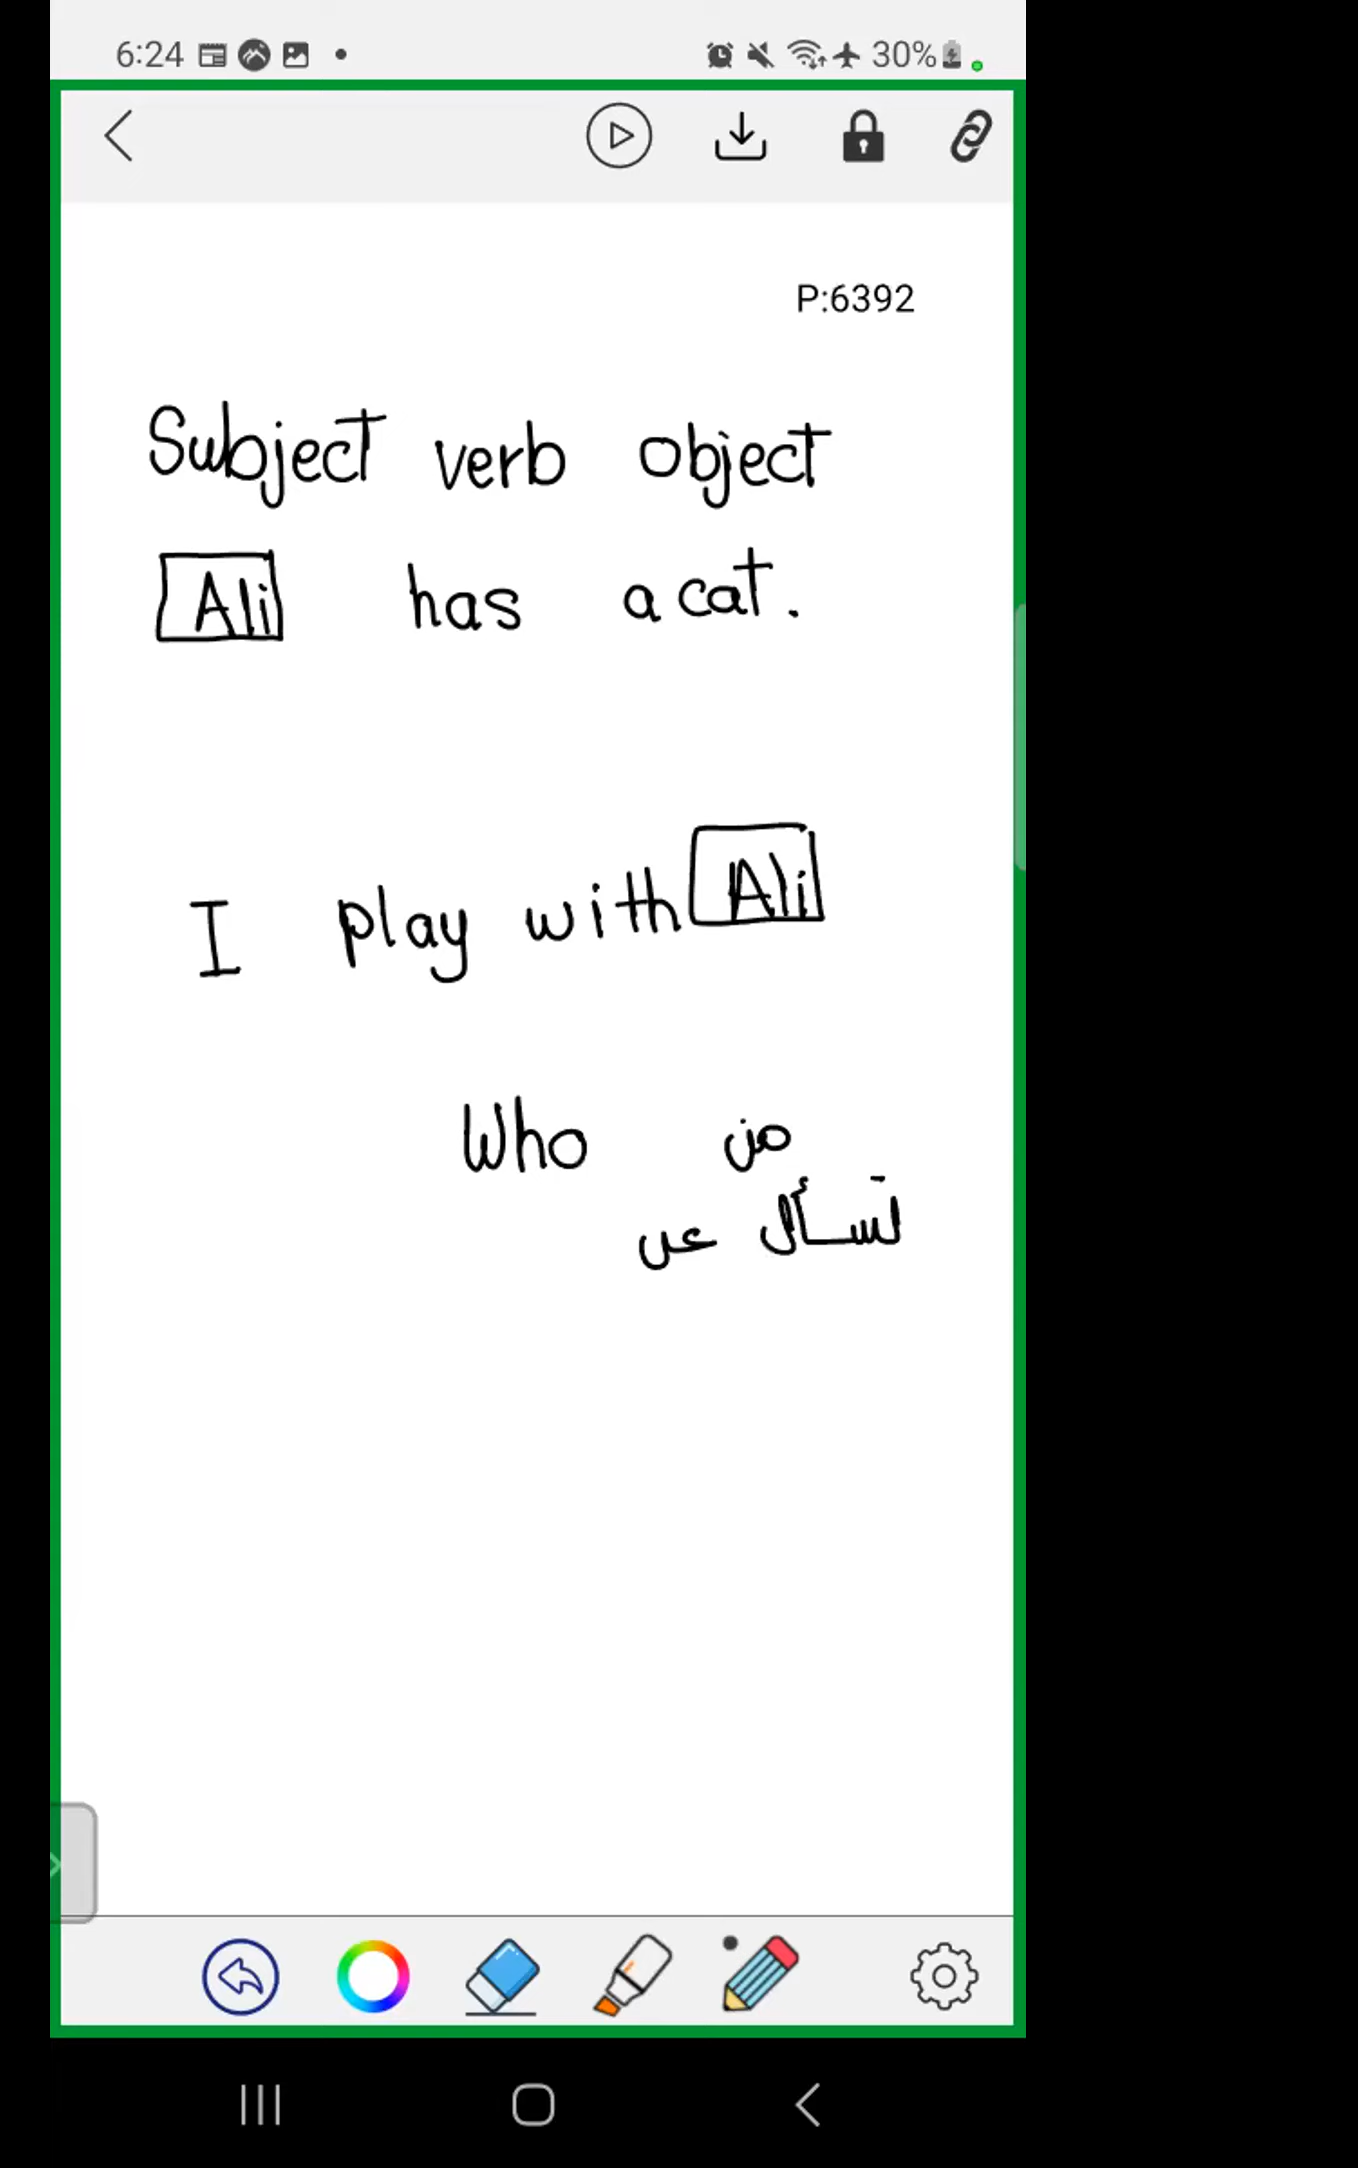 6:24 30%
P:6392
Subject verb object
Ali has a cat.
I play with Ali
Who من
تسأل عن